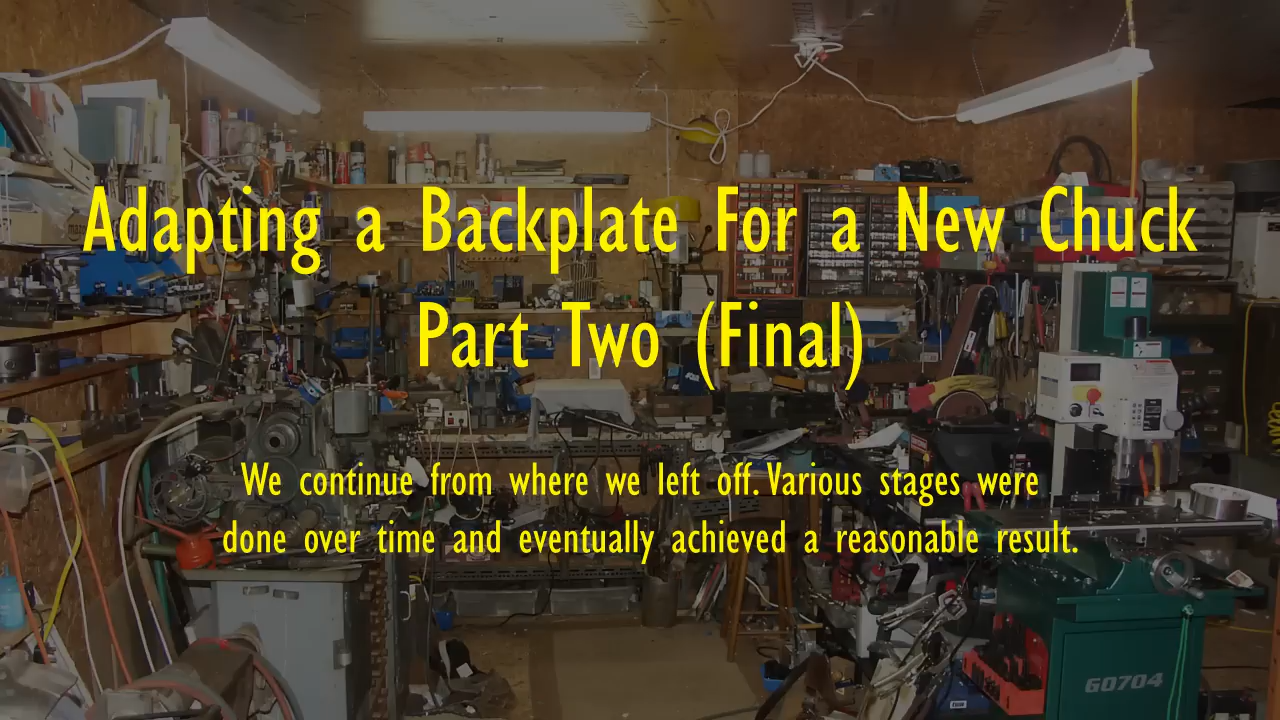 Adapting a Backplate For a New Chuck
Part Two (Final)
We continue from where we left off. Various stages were
done over time and eventually achieved a reasonable result.
G0704